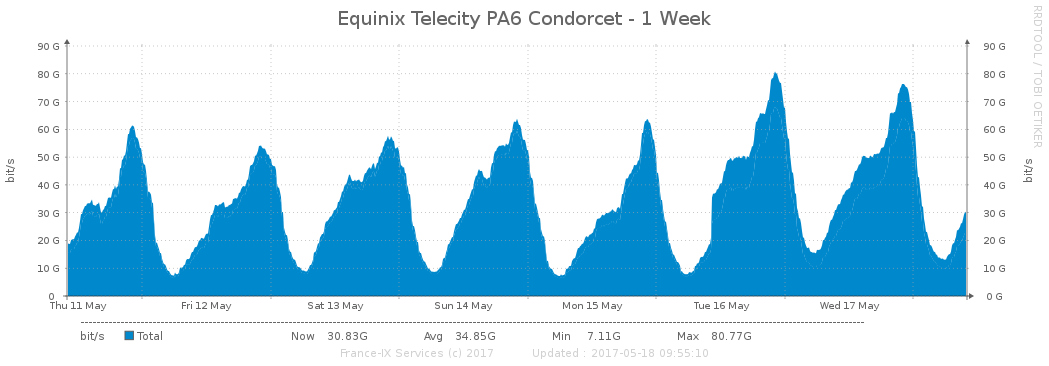 Equinix Telecity PA6 Condorcet - 1 Week
RRDTOOL / TOBI OETIKER
90 G 90 G
80 G 80 G
70 G 70 G
60 G 60 G
50 G 50 G
40 G 40 G
30 G 30 G
20 G 20 G
10 G 10 G
0 0 G
bit/s bit/s
Thu 11 May Fri 12 May Sat 13 May Sun 14 May Mon 15 May Tue 16 May Wed 17 May
bit/s Total Now 30.83G Avg 34.85G Min 7.11G Max 80.77G
France-IX Services (c) 2017 Updated : 2017-05-18 09:55:10